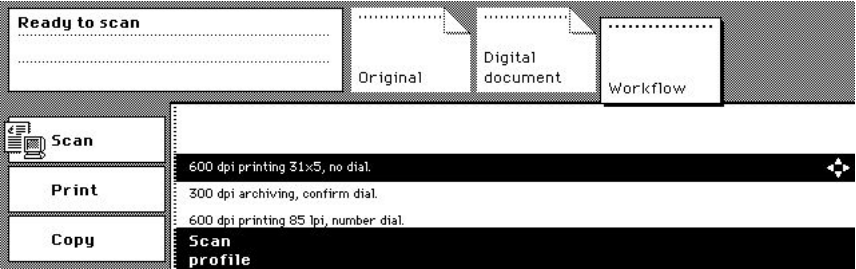 Ready to scan
Original
Digital
document
Workflow
Scan
Print
Copy
600 dpi printing 31x5, no dial.
300 dpi archiving, confirm dial.
600 dpi printing 85 lpi, number dial.
Scan
profile